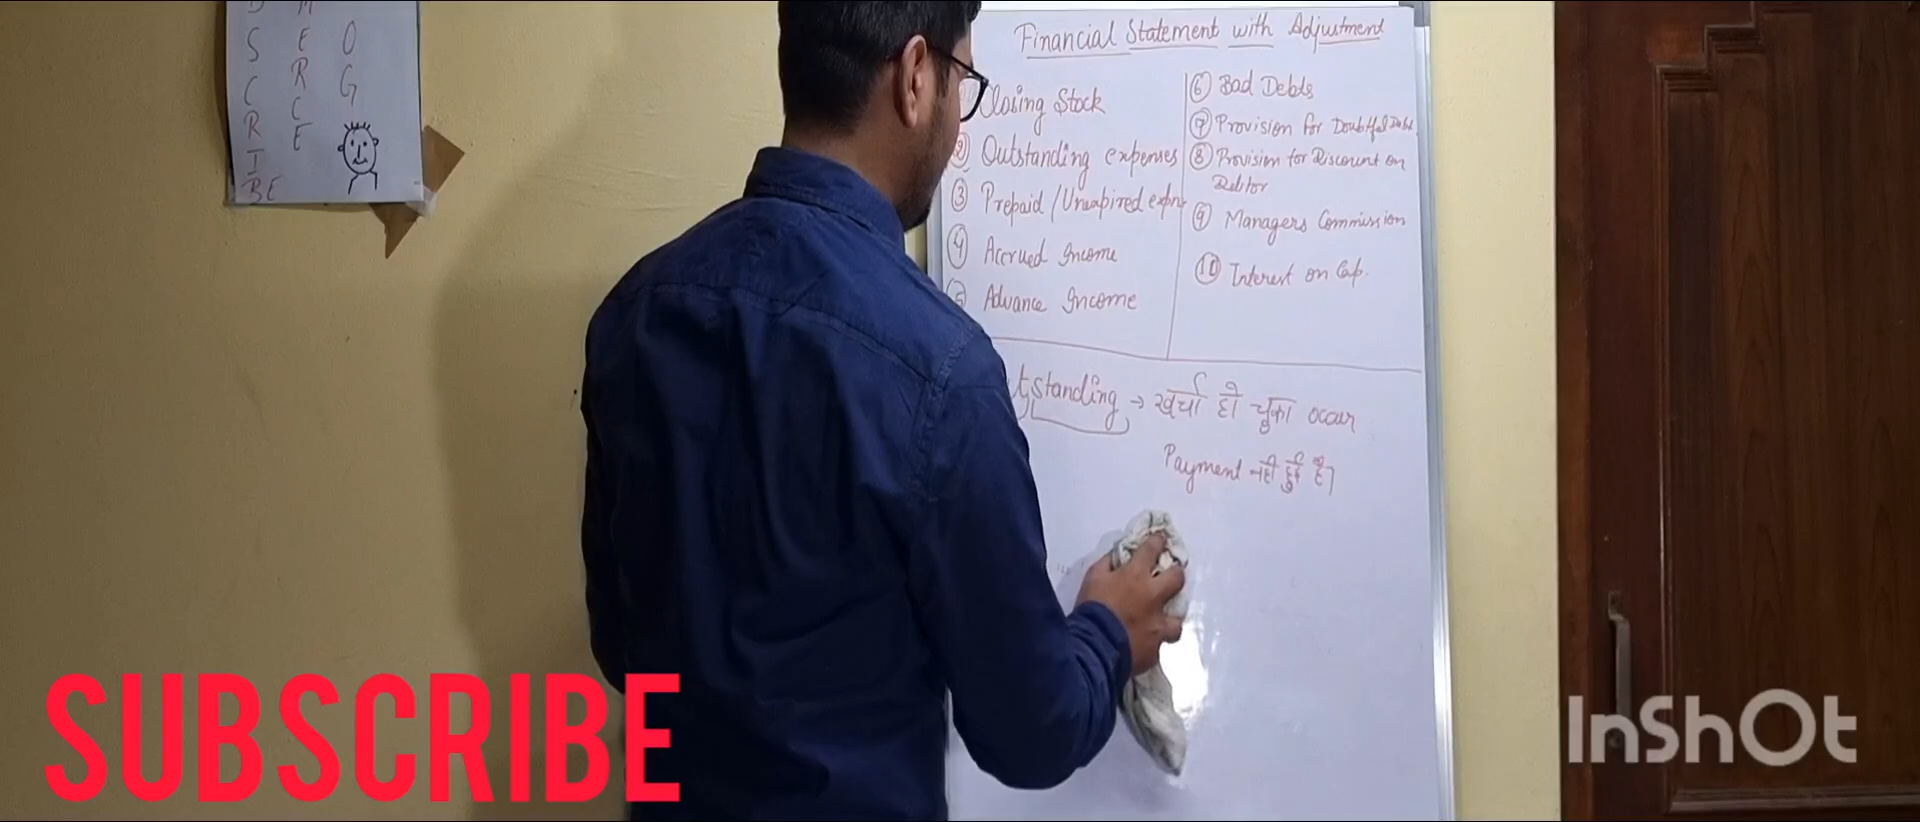 Financial Statement with Adjustment
Closing Stock
② Outstanding expenses
③ Prepaid / Unexpired
④ Accrued Income
⑤ Advance Income
⑥ Bad Debts
⑦ Provision for Doubtful Debt
⑧ Provision for Discount on
Debtor
⑨ Managers Commission
⑩ Interest on Cap.
tstanding → खर्चा हो चुका occur
Payment नही हुई है।
SUBSCRIBE
InShOt